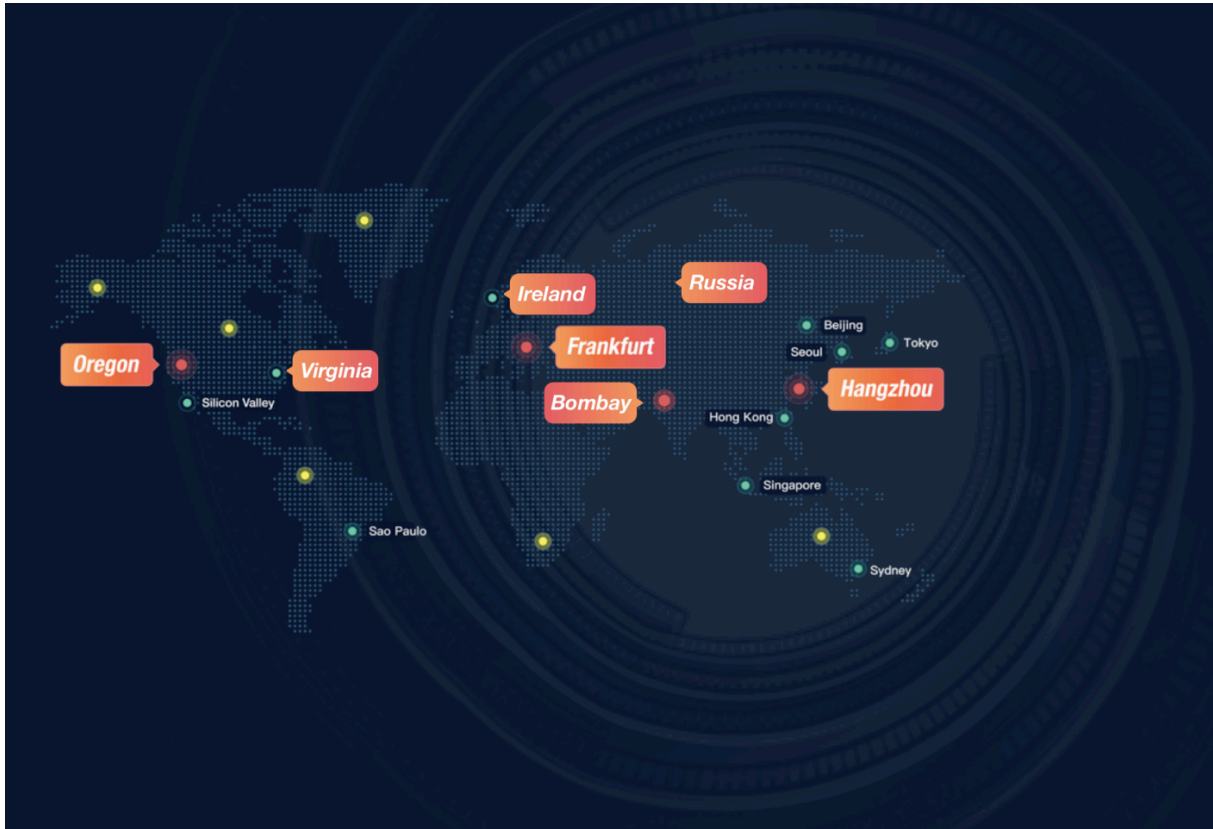 Russia
Ireland
Beijing
Tokyo
Seoul
Frankfurt
Oregon
Virginia
Hangzhou
Silicon Valley
Bombay
Hong Kong
Singapore
Sao Paulo
Sydney